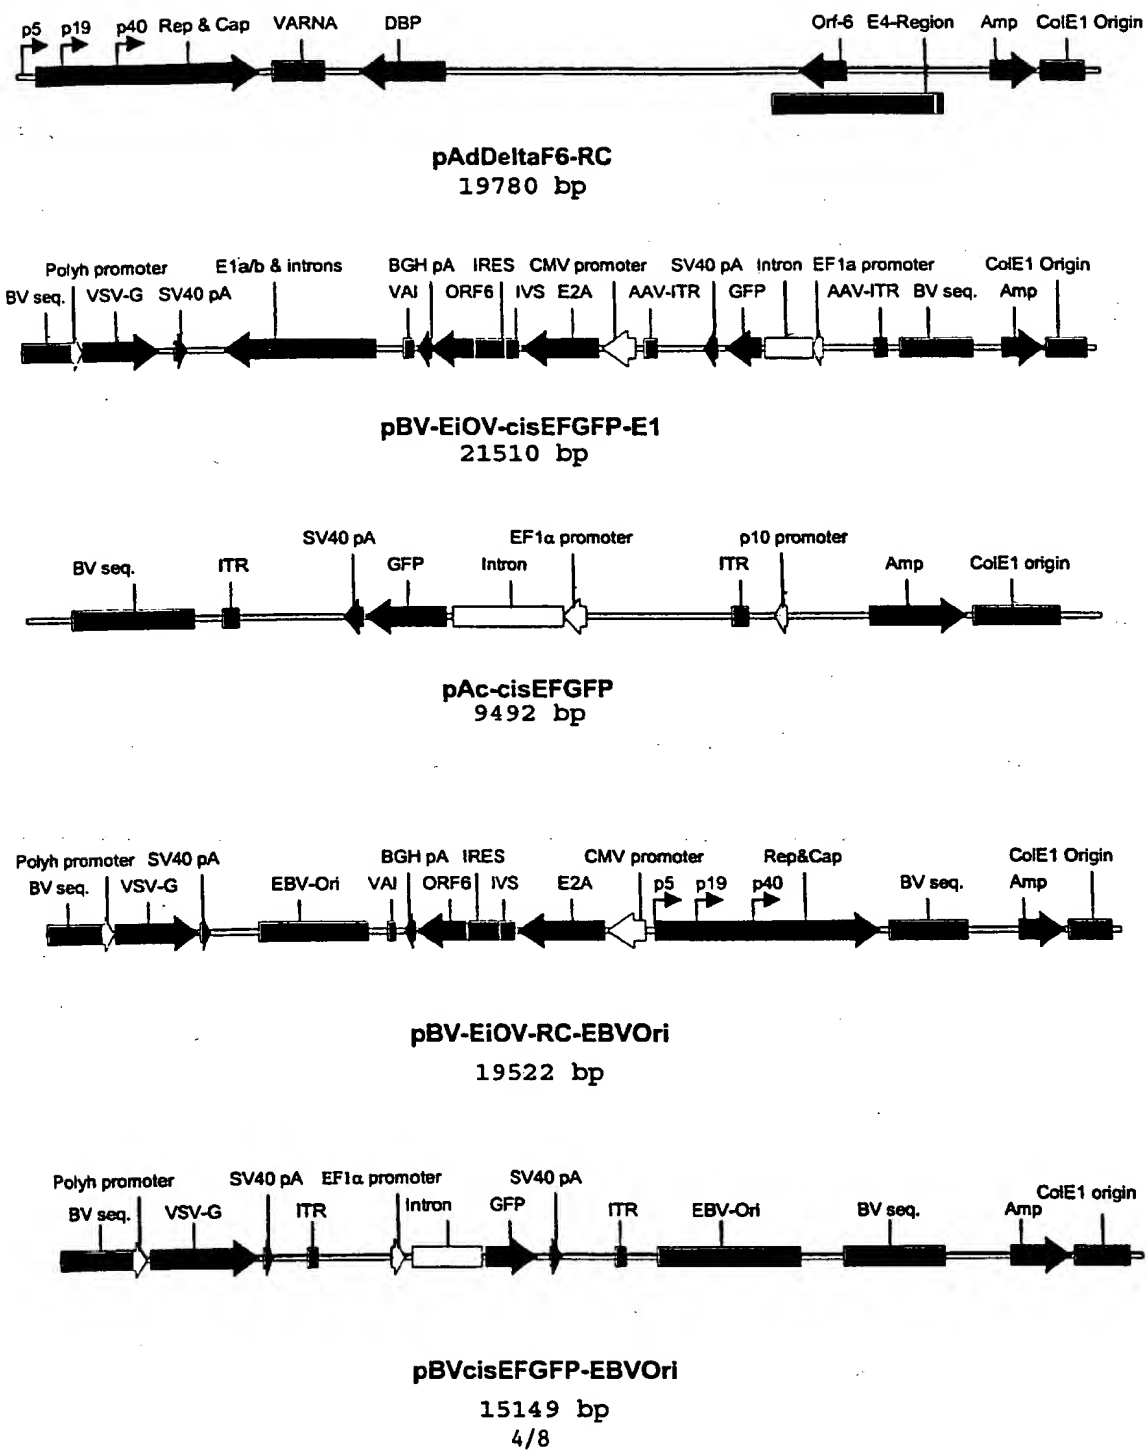 p5 p19 p40 Rep & Cap VARNA DBP Orf-6 E4-Region Amp ColE1 Origin
pAdDeltaF6-RC
19780 bp
Polyh promoter E1a/b & introns BGH pA IRES CMV promoter SV40 pA Intron EF1a promoter ColE1 Origin
BV seq. VSV-G SV40 pA VAI ORF6 IVS E2A AAV-ITR GFP AAV-ITR BV seq. Amp
pBV-EiOV-cisEFGFP-E1
21510 bp
SV40 pA EF1α promoter p10 promoter
BV seq. ITR GFP Intron ITR Amp ColE1 origin
pAc-cisEFGFP
9492 bp
Polyh promoter SV40 pA BGH pA IRES CMV promoter Rep&Cap ColE1 Origin
BV seq. VSV-G EBV-Ori VAI ORF6 IVS E2A p5 p19 p40 BV seq. Amp
pBV-EiOV-RC-EBVOri
19522 bp
Polyh promoter SV40 pA EF1α promoter SV40 pA ColE1 origin
BV seq. VSV-G ITR Intron GFP ITR EBV-Ori BV seq. Amp
pBVcisEFGFP-EBVOri
15149 bp
4/8